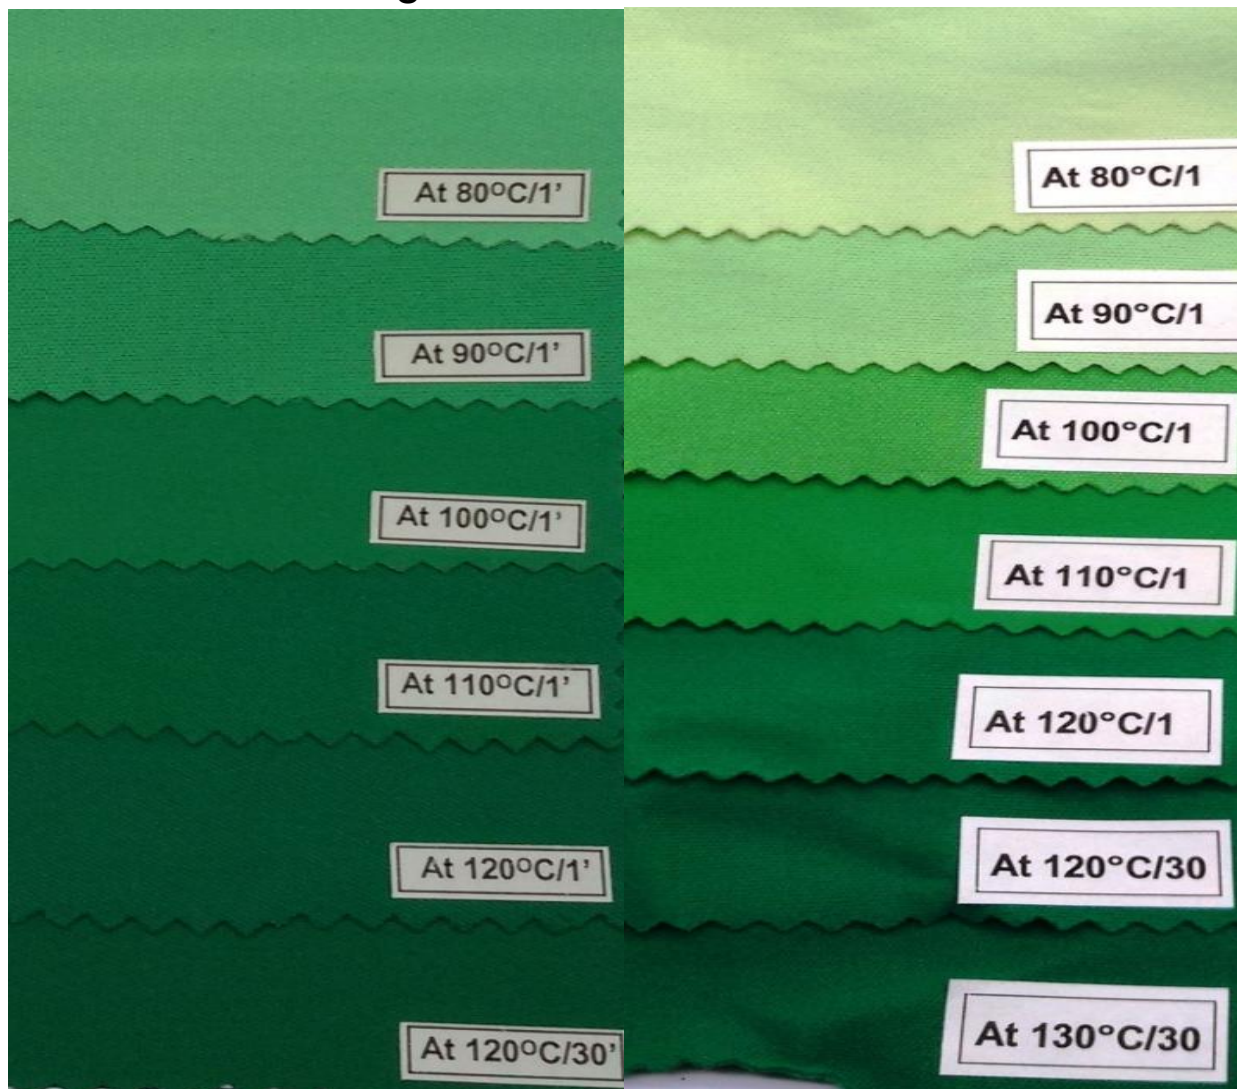 At 80°C/1’
At 90°C/1’
At 100°C/1’
At 110°C/1’
At 120°C/1’
At 120°C/30’
At 80°C/1
At 90°C/1
At 100°C/1
At 110°C/1
At 120°C/1
At 120°C/30
At 130°C/30